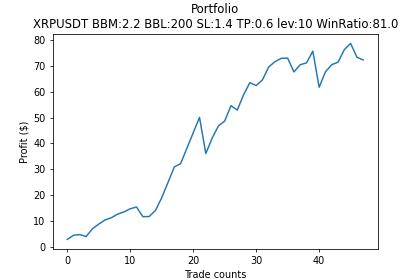 Portfolio
XRPUSDT BBM:2.2 BBL:200 SL:1.4 TP:0.6 lev:10 WinRatio:81.0
80
70
60
50
40
30
20
10
0
Profit ($)
0 10 20 30 40
Trade counts